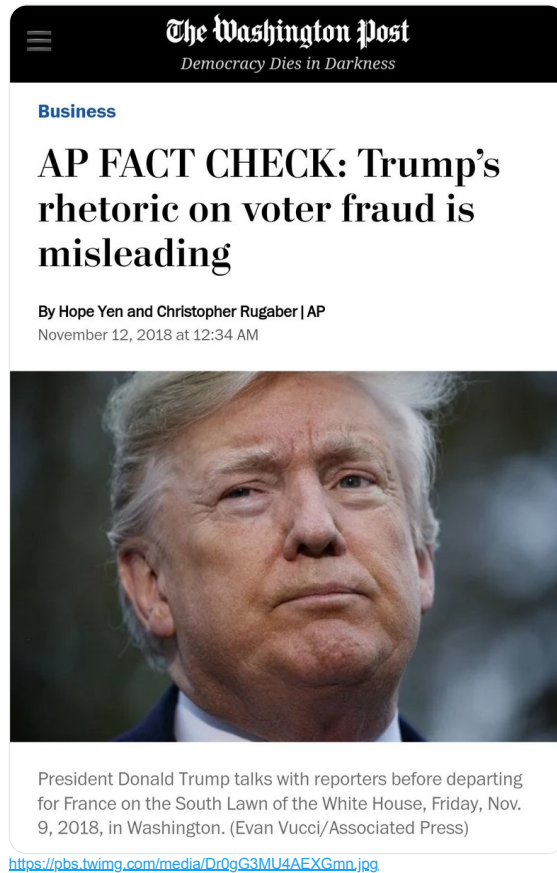 The Washington Post
Democracy Dies in Darkness
Business
AP FACT CHECK: Trump’s
rhetoric on voter fraud is
misleading
By Hope Yen and Christopher Rugaber | AP
November 12, 2018 at 12:34 AM
President Donald Trump talks with reporters before departing
for France on the South Lawn of the White House, Friday, Nov.
9, 2018, in Washington. (Evan Vucci/Associated Press)
https://pbs.twimg.com/media/Dr0gG3MU4AEXGmn.jpg